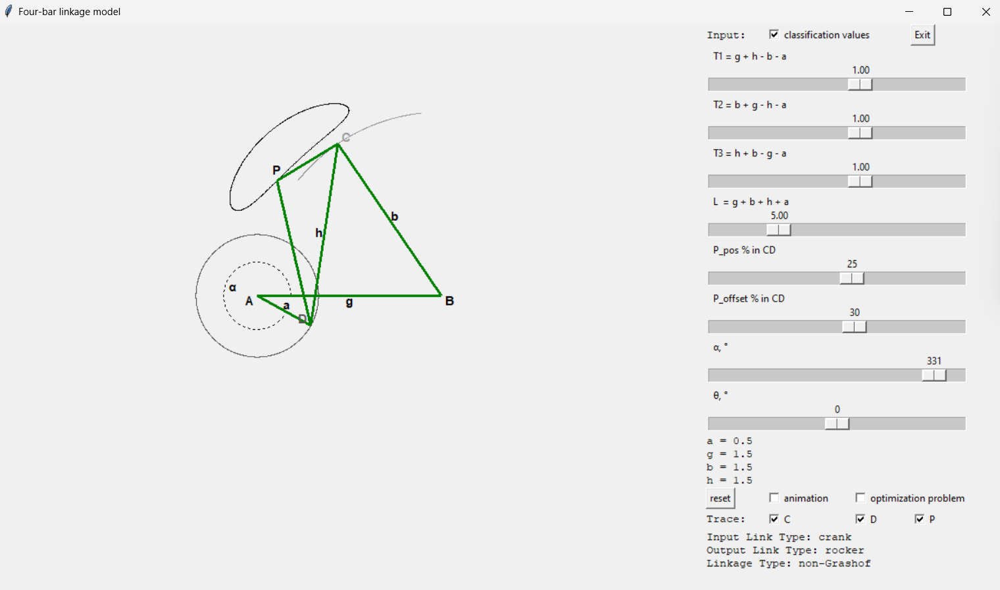 Four-bar linkage model
Input: classification values Exit
T1 = g + h - b - a
1.00
T2 = b + g - h - a
1.00
T3 = h + b - g - a
1.00
L = g + b + h + a
5.00
P_pos % in CD
25
P_offset % in CD
30
α, °
331
θ, °
0
a = 0.5
g = 1.5
b = 1.5
h = 1.5
reset animation optimization problem
Trace: C D P
Input Link Type: crank
Output Link Type: rocker
Linkage Type: non-Grashof
C
P
b
h
α
A
a
g
B
D